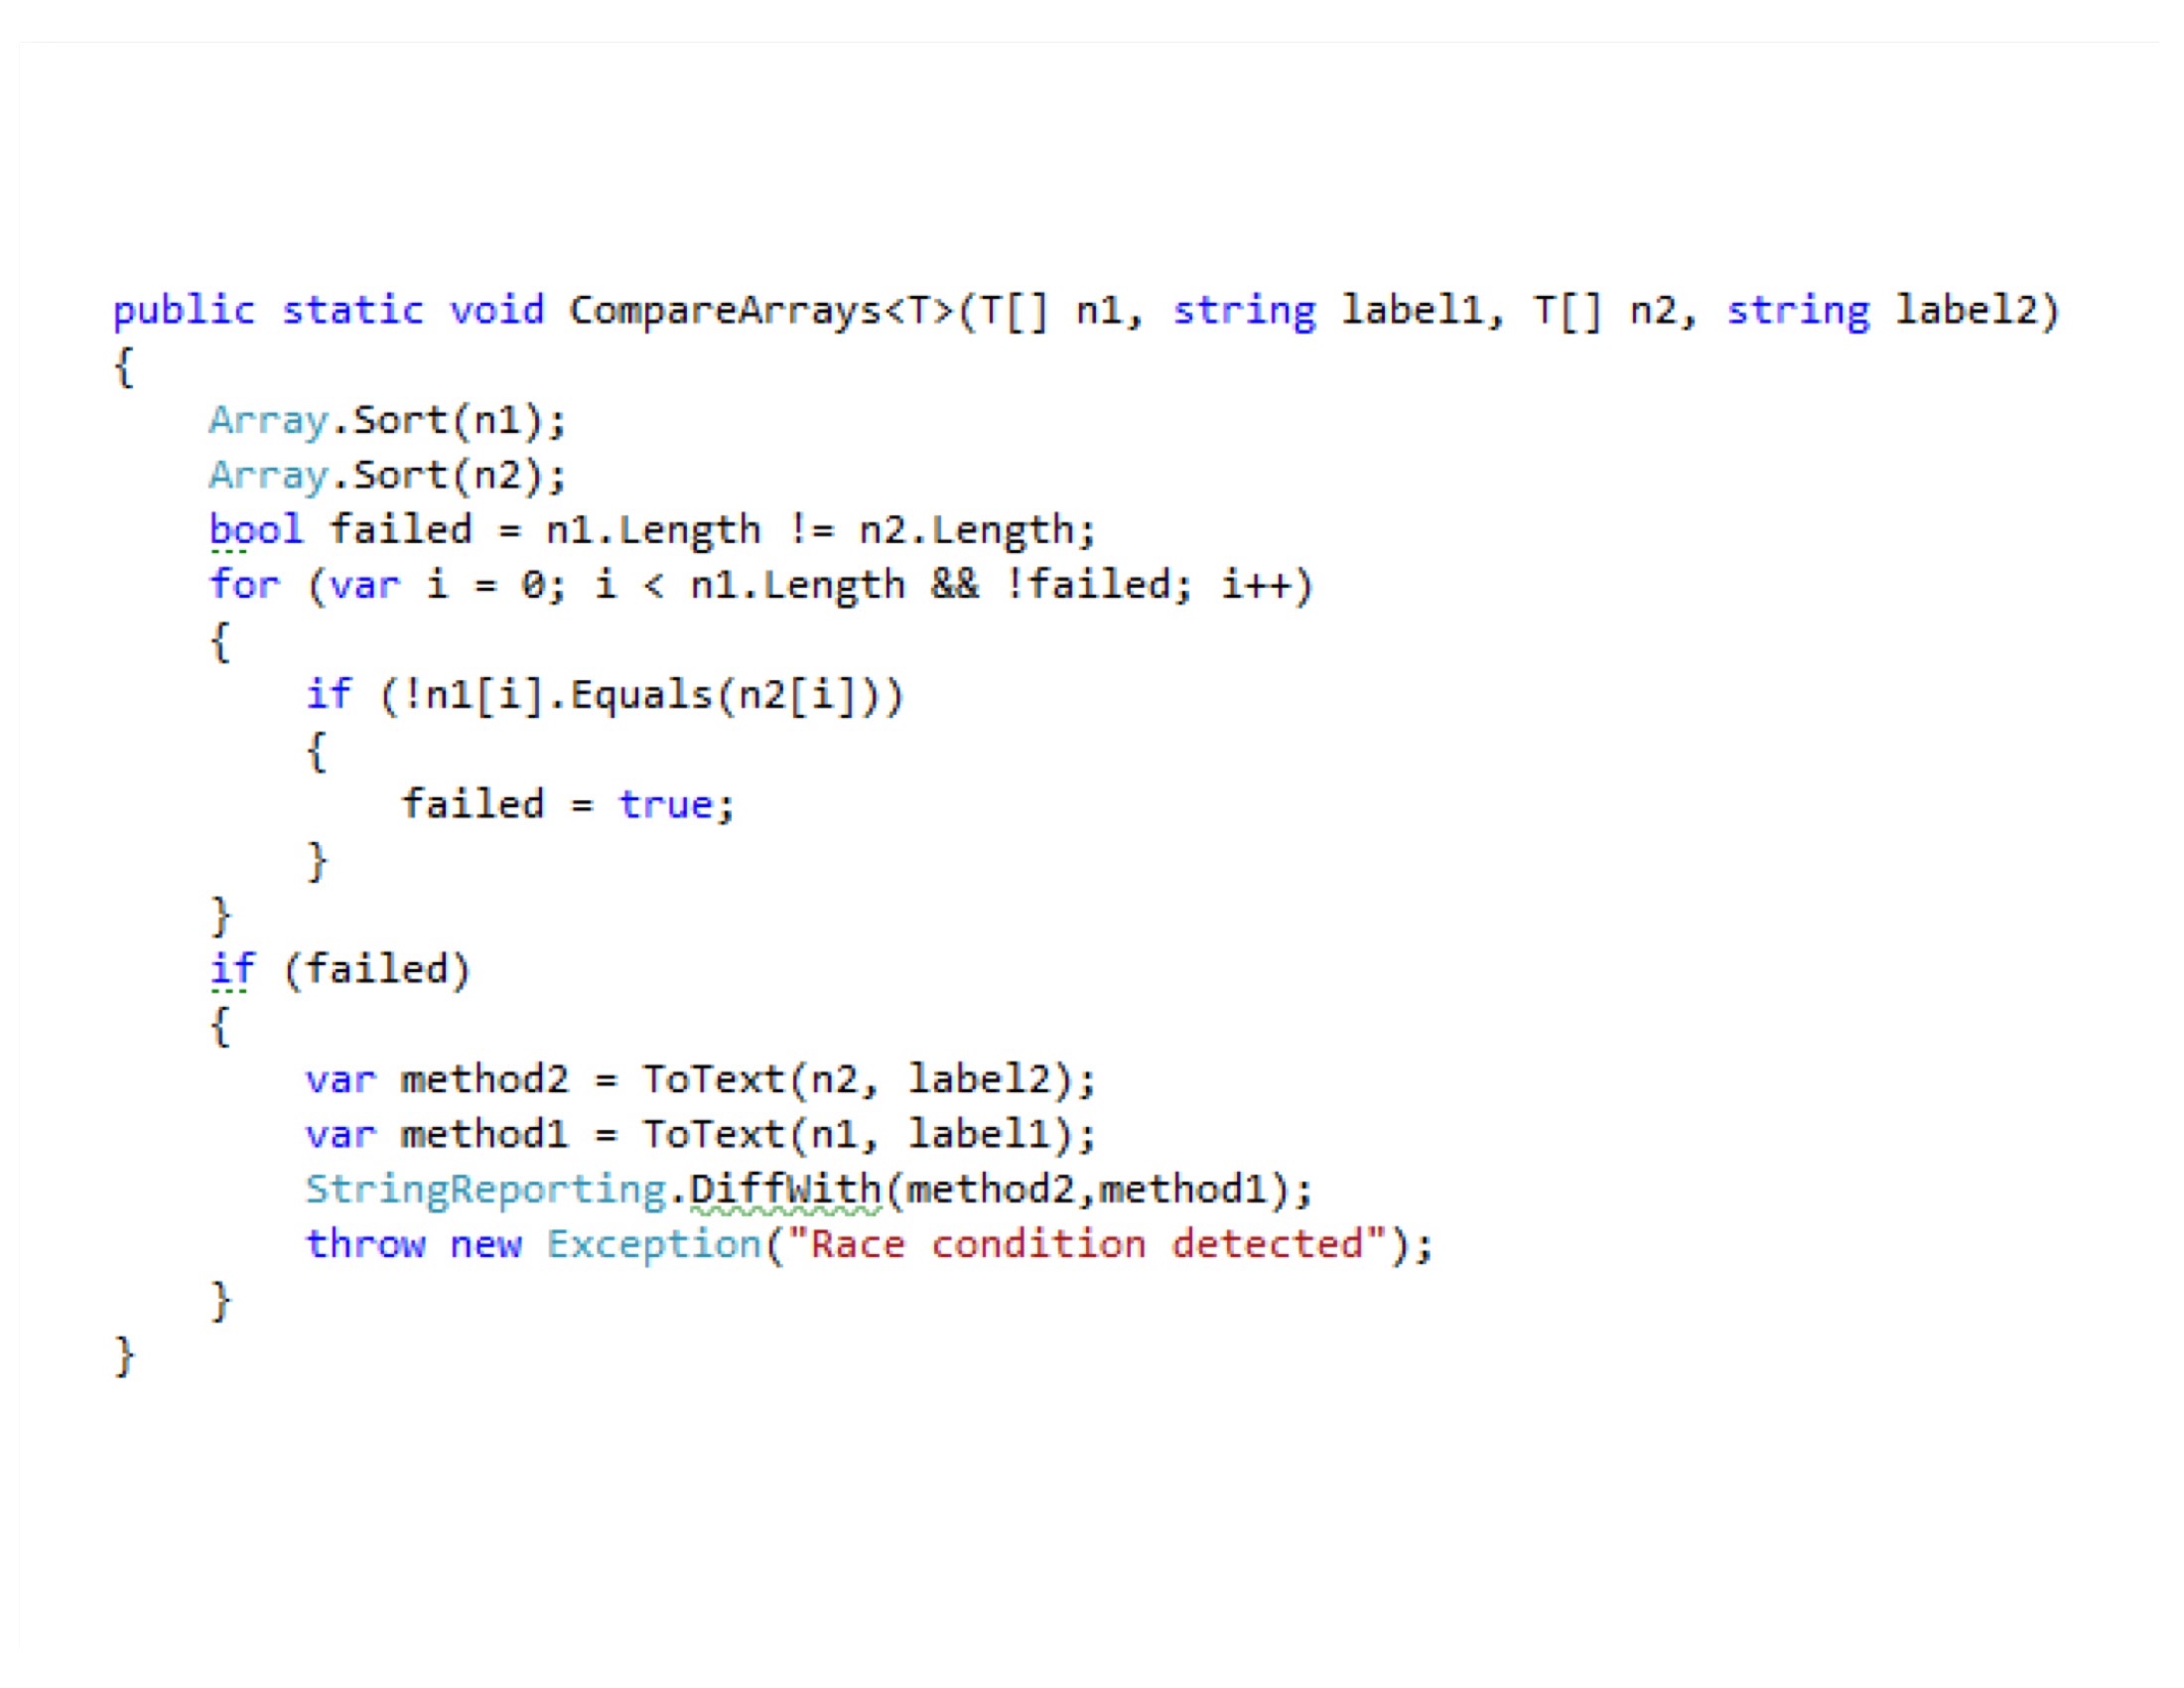 public static void CompareArrays<T>(T[] n1, string label1, T[] n2, string label2)
{
    Array.Sort(n1);
    Array.Sort(n2);
    bool failed = n1.Length != n2.Length;
    for (var i = 0; i < n1.Length && !failed; i++)
    {
        if (!n1[i].Equals(n2[i]))
        {
            failed = true;
        }
    }
    if (failed)
    {
        var method2 = ToText(n2, label2);
        var method1 = ToText(n1, label1);
        StringReporting.DiffWith(method2,method1);
        throw new Exception("Race condition detected");
    }
}